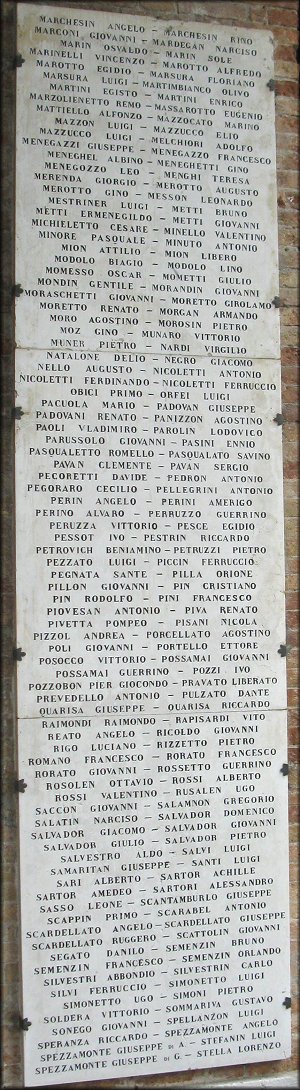 MARCHESIN ANGELO – MARCHESIN RINO
MARCONI GIOVANNI – MARDEGAN NARCISO
MARIN OSVALDO – MARIN SOLE
MARINELLI VINCENZO – MAROTTO ALFREDO
MAROTTO EGIDIO – MARSURA FLORIANO
MARSURA LUIGI – MARTIMBIANCO OLIVO
MARTINI EGISTO – MARTINI ENRICO
MARZOLIENETTO REMO – MASSAROTTO EUGENIO
MATTIELLO ALFONZO – MAZZOCATO MARINO
MAZZON LUIGI – MAZZUCCO ELIO
MAZZUCCO LUIGI – MELCHIORI ADOLFO
MENEGAZZI GIUSEPPE – MENEGAZZO FRANCESCO
MENEGHEL ALBINO – MENEGHETTI GINO
MENEGOZZO LEO – MENGHI TERESA
MERENDA GIORGIO – MEROTTO AUGUSTO
MEROTTO GINO – MESSON LEONARDO
MESTRINER LUIGI – METTI BRUNO
METTI ERMENEGILDO – METTI GIOVANNI
MICHIELETTO CESARE – MINELLO VALENTINO
MINORE PASQUALE – MINUTO ANTONIO
MION ATTILIO – MION LIBERO
MODOLO BIAGIO – MODOLO LINO
MOMESSO OSCAR – MOMETTI GIULIO
MONDIN GENTILE – MORANDIN GIOVANNI
MORASCHETTI GIOVANNI – MORETTO GIROLAMO
MORETTO RENATO – MORGAN ARMANDO
MORO AGOSTINO – MOROSIN PIETRO
MOZ GINO – MUNARO VITTORIO
MUNER PIETRO – NARDI VIRGILIO
NATALONE DELIO – NEGRO GIACOMO
NELLO AUGUSTO – NICOLETTI ANTONIO
NICOLETTI FERDINANDO – NICOLETTI FERRUCCIO
OBICI PRIMO – ORFEI LUIGI
PACUOLA MARIO – PADOVAN GIUSEPPE
PADOVANI RENATO – PANIZZON AGOSTINO
PAOLI VLADIMIRO – PAROLIN LODOVICO
PARUSSOLO GIOVANNI – PASINI ENNIO
PASQUALETTO ROMELLO – PASQUALATO SAVINO
PAVAN CLEMENTE – PAVAN SERGIO
PECORETTI DAVIDE – PEDRON ANTONIO
PEGORARO CECILIO – PELLEGRINI ANTONIO
PERIN ANGELO – PERINI AMERIGO
PERINO ALVARO – PERRUZZO GUERRINO
PERUZZA VITTORIO – PESCE EGIDIO
PESSOT IVO – PESTRIN RICCARDO
PETROVICH BENIAMINO – PETRUZZI PIETRO
PEZZATO LUIGI – PICCIN FERRUCCIO
PEGNATA SANTE – PILLA ORIONE
PILLON GIOVANNI – PIN CRISTIANO
PIN RODOLFO – PINI FRANCESCO
PIOVESAN ANTONIO – PIVA RENATO
PIVETTA POMPEO – PISANI NICOLA
PIZZOL ANDREA – PORCELLATO AGOSTINO
POLI GIOVANNI – PORTELLO ETTORE
POSOCCO VITTORIO – POSSAMAI GIOVANNI
POSSAMAI GUERRINO – POZZI IVO
POZZOBON PIER GIOCONDO – PRAVATO LIBERATO
PREVEDELLO ANTONIO – PULZATO DANTE
QUARISA GIUSEPPE – QUARISA RICCARDO
RAIMONDI RAIMONDO – RAPISARDI VITO
REATO ANGELO – RICOLDO GIOVANNI
RIGO LUCIANO – RIZZETTO PIETRO
ROMANO FRANCESCO – RORATO FRANCESCO
RORATO GIOVANNI – ROSSETTO GUERRINO
ROSOLEN OTTAVIO – ROSSI ALBERTO
ROSSI VALENTINO – RUSALEN UGO
SACCON GIOVANNI – SALAMNON GREGORIO
SALATIN NARCISO – SALVADOR DOMENICO
SALVADOR GIACOMO – SALVADOR GIOVANNI
SALVADOR GIULIO – SALVADOR PIETRO
SALVESTRO ALDO – SALVI LUIGI
SAMARITAN GIUSEPPE – SANTI LUIGI
SARI ALBERTO – SARTOR ACHILLE
SARTOR AMEDEO – SARTORI ALESSANDRO
SASSO LEONE – SCANTAMBURLO GIUSEPPE
SCAPPIN PRIMO – SCARABEL ANTONIO
SCARDELLATO ANGELO – SCARDELLATO GIUSEPPE
SCARDELLATO RUGGERO – SCATTOLIN GIOVANNI
SEGATO DANILO – SEMENZIN BRUNO
SEMENZIN FRANCESCO – SEMENZIN ORLANDO
SILVESTRI ABBONDIO – SILVESTRIN CARLO
SILVI FERRUCCIO – SIMONETTO LUIGI
SIMONETTO UGO – SIMONI PIETRO
SOLDERA VITTORIO – SOMMARIVA GUSTAVO
SONEGO GIOVANNI – SPELLANZON LUIGI
SPERANZA RICCARDO – SPEZZAMONTE ANGELO
SPEZZAMONTE GIUSEPPE DI A. – STEFANIN LUIGI
SPEZZAMONTE GIUSEPPE DI G. – STELLA LORENZO